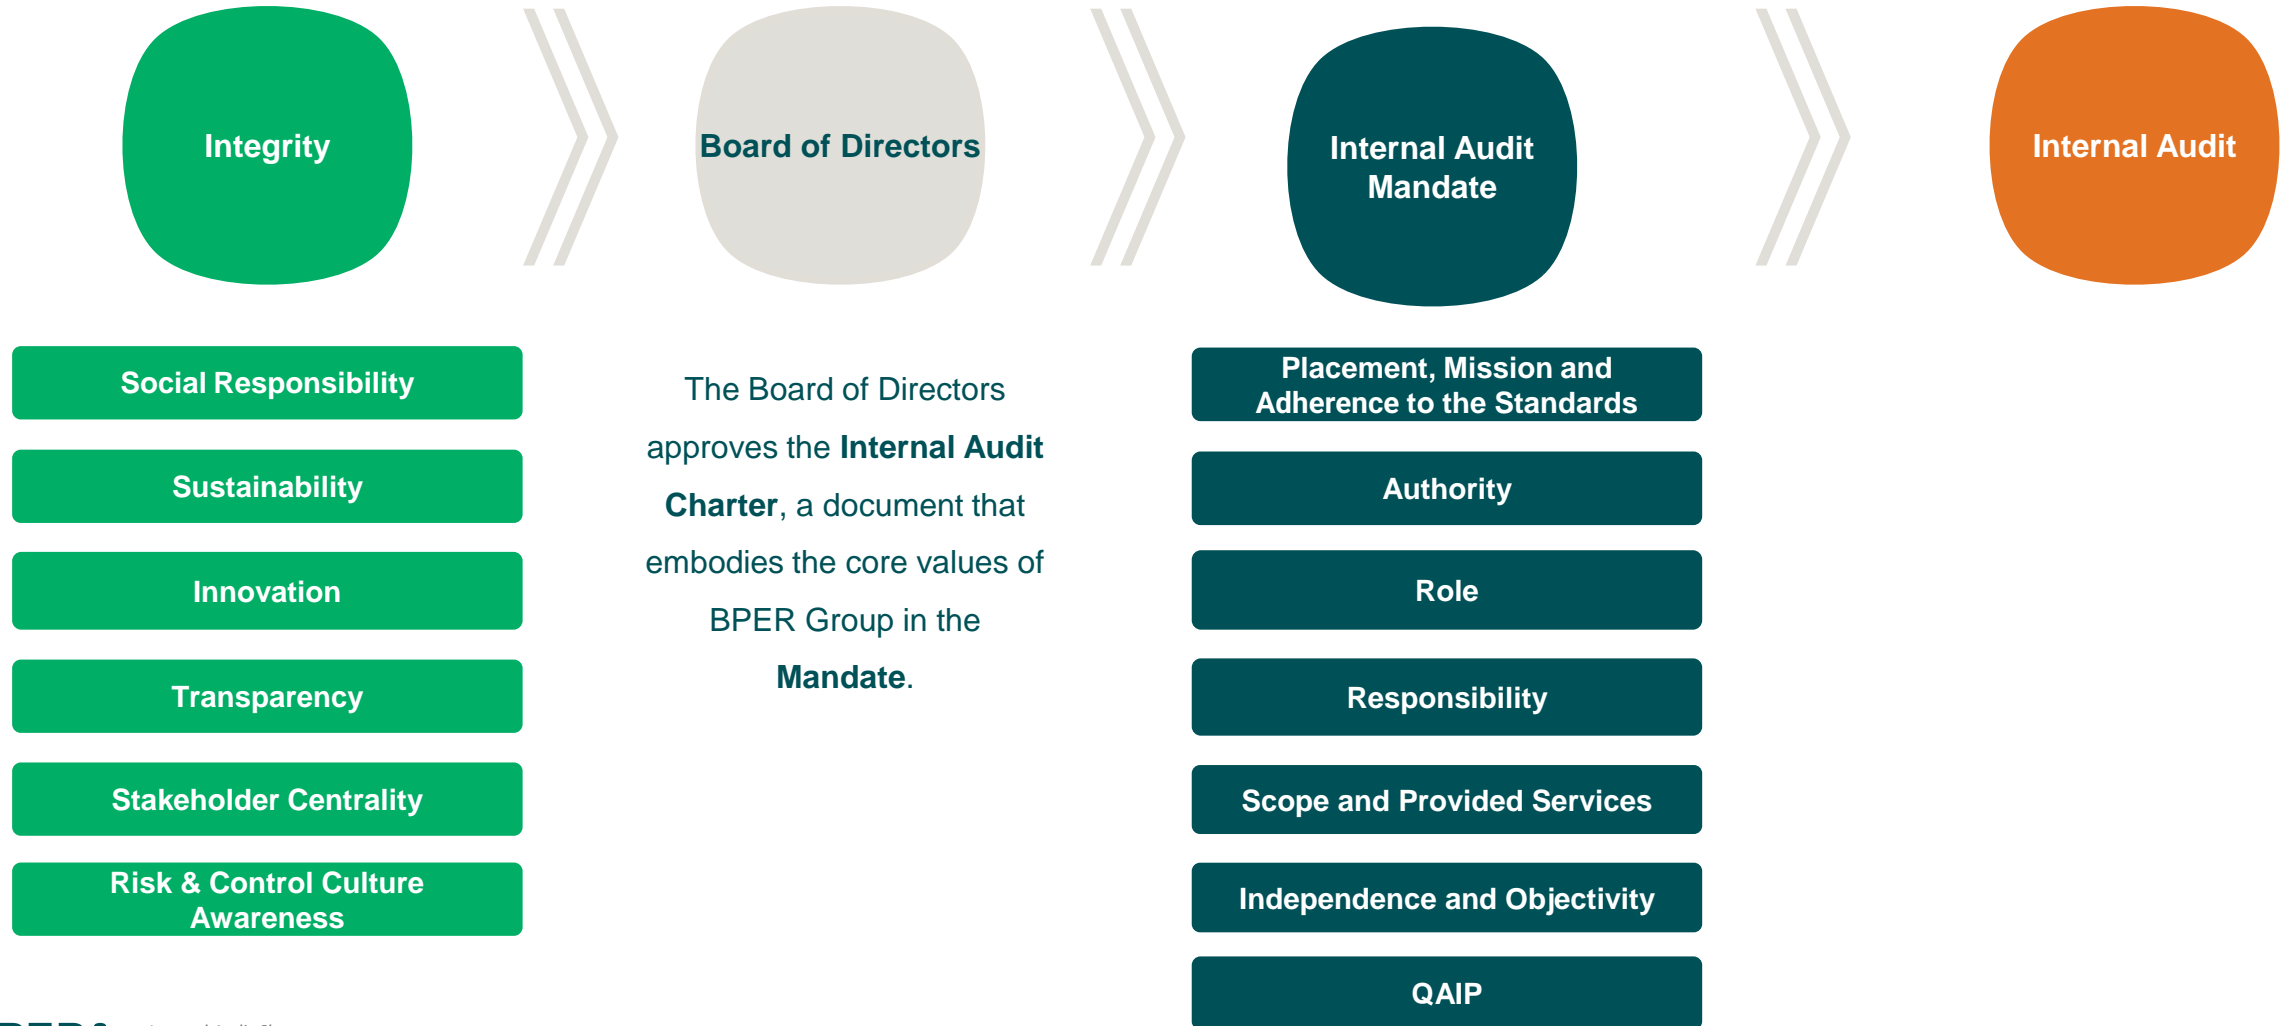 Integrity
Board of Directors
Internal Audit
Mandate
Internal Audit
Social Responsibility
Sustainability
Innovation
Transparency
Stakeholder Centrality
Risk & Control Culture
Awareness
The Board of Directors
approves the Internal Audit
Charter, a document that
embodies the core values of
BPER Group in the
Mandate.
Placement, Mission and
Adherence to the Standards
Authority
Role
Responsibility
Scope and Provided Services
Independence and Objectivity
QAIP